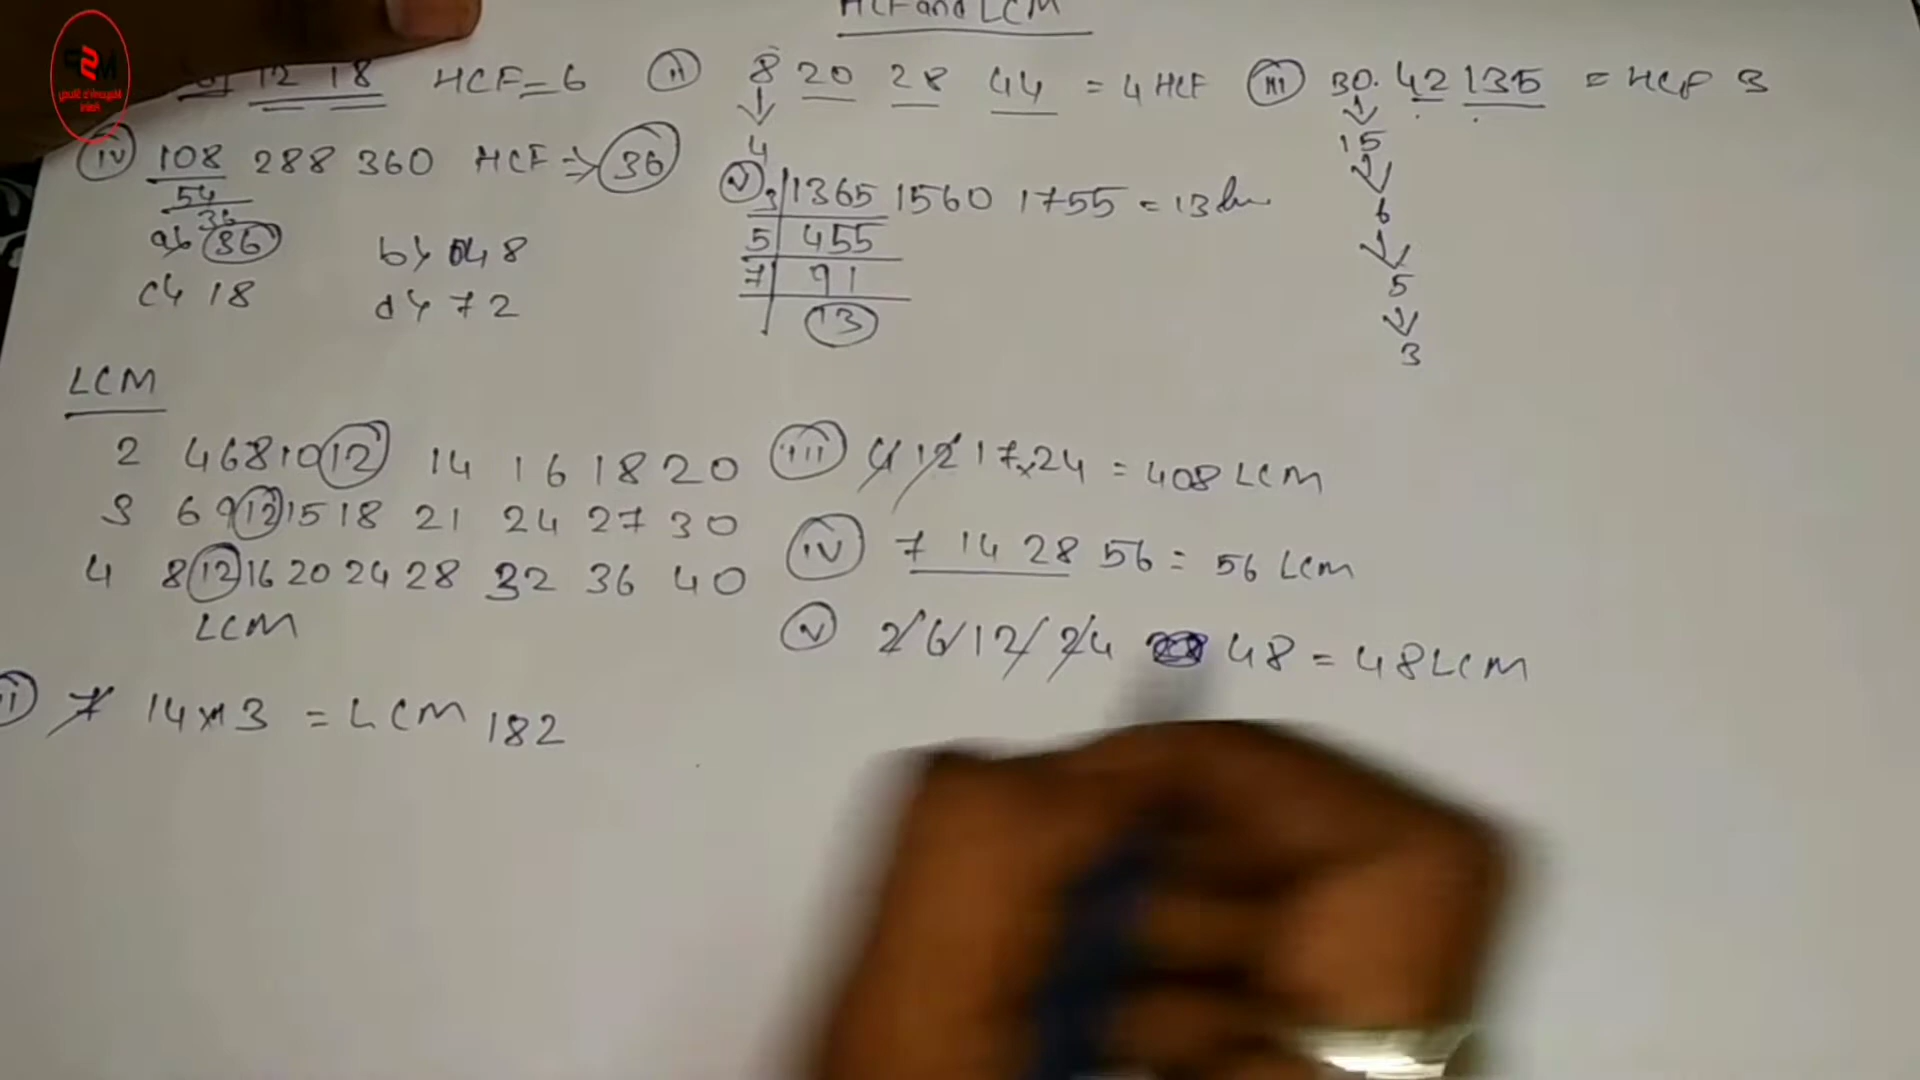 HCF and LCM
12 18 HCF=6
ii 8 20 28 44 = 4 HCF
4
iii 30. 42 135 = HCF 3
15
6
5
3
iv 108 288 360 HCF => 36
54
36
a) 36 b) 48
c) 18 d) 72
v 3 1365 1560 1755 = 13
5 455
7 91
13
LCM
2 4 6 8 10 12 14 16 18 20
3 6 9 12 15 18 21 24 27 30
4 8 12 16 20 24 28 32 36 40
LCM
7 14×13 = LCM 182
iii 4 12 17×24 = 408 LCM
iv 7 14 28 56 = 56 LCM
v 2 6 12 24 48 = 48 LCM